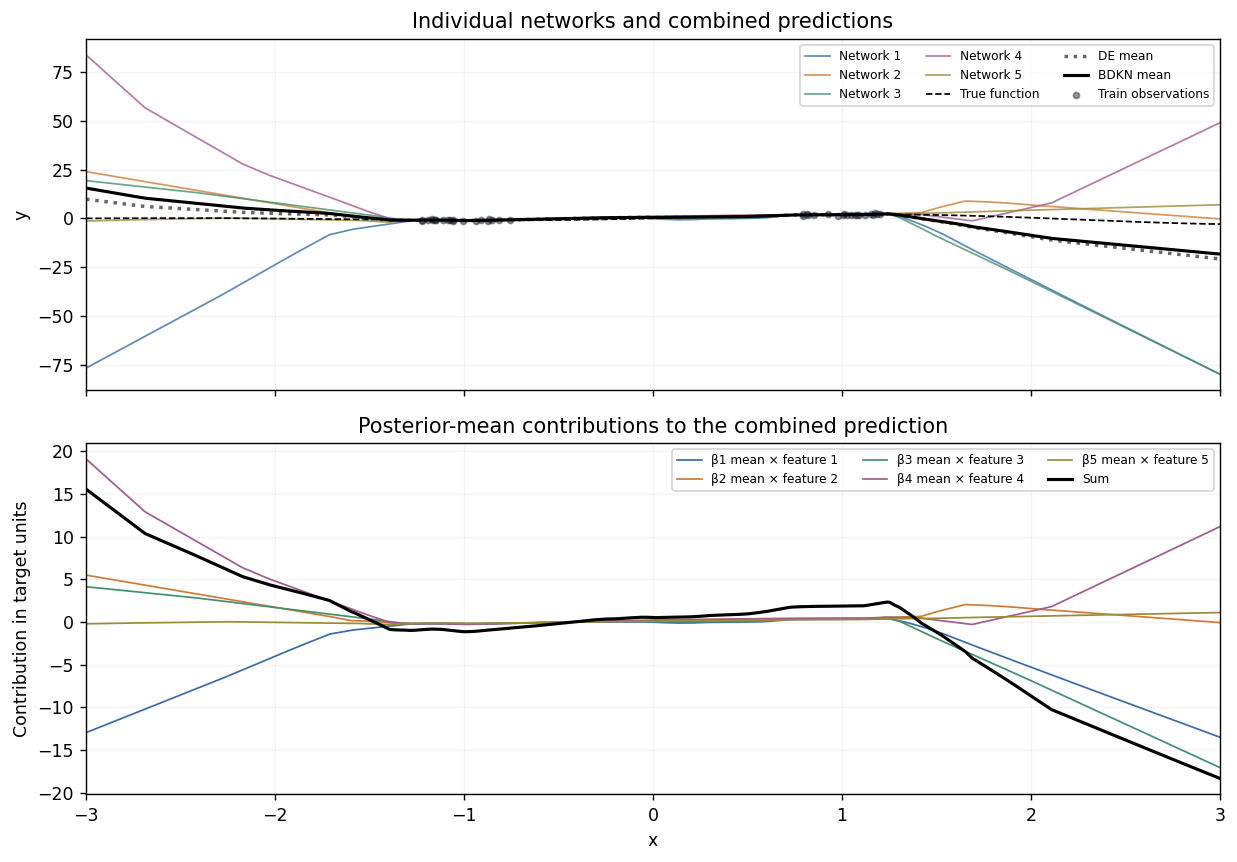 Individual networks and combined predictions
Network 1 Network 4 DE mean
Network 2 Network 5 BDKN mean
Network 3 True function Train observations
75
50
25
0
−25
−50
−75
y
Posterior-mean contributions to the combined prediction
β1 mean × feature 1 β3 mean × feature 3 β5 mean × feature 5
β2 mean × feature 2 β4 mean × feature 4 Sum
20
15
10
5
0
−5
−10
−15
−20
Contribution in target units
−3 −2 −1 0 1 2 3
x